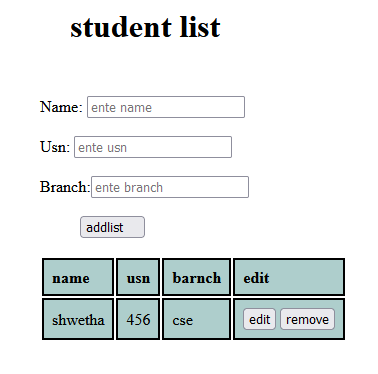 student list
Name: ente name
Usn: ente usn
Branch: ente branch
addlist
name usn barnch edit
shwetha 456 cse edit remove